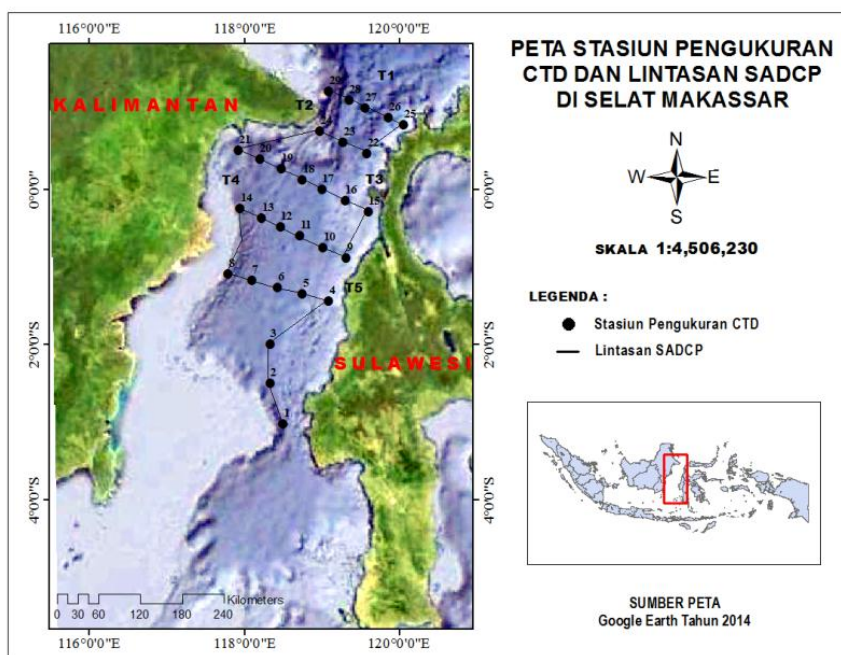 116°0'0"E 118°0'0"E 120°0'0"E
PETA STASIUN PENGUKURAN
CTD DAN LINTASAN SADCP
DI SELAT MAKASSAR
N
W E
S
SKALA 1:4,506,230
LEGENDA :
Stasiun Pengukuran CTD
Lintasan SADCP
SUMBER PETA
Google Earth Tahun 2014
KALIMANTAN
SULAWESI
T1
29
28
27
T2
26
25
24
23
22
21
20
19
18
17
T4
T3
16
15
14
13
12
11
10
9
8
7
6
5
T5
4
3
2
1
0°0'0"
2°0'0"S
4°0'0"S
0°0'0"
2°0'0"S
4°0'0"S
Kilometers
0 30 60 120 180 240
116°0'0"E 118°0'0"E 120°0'0"E